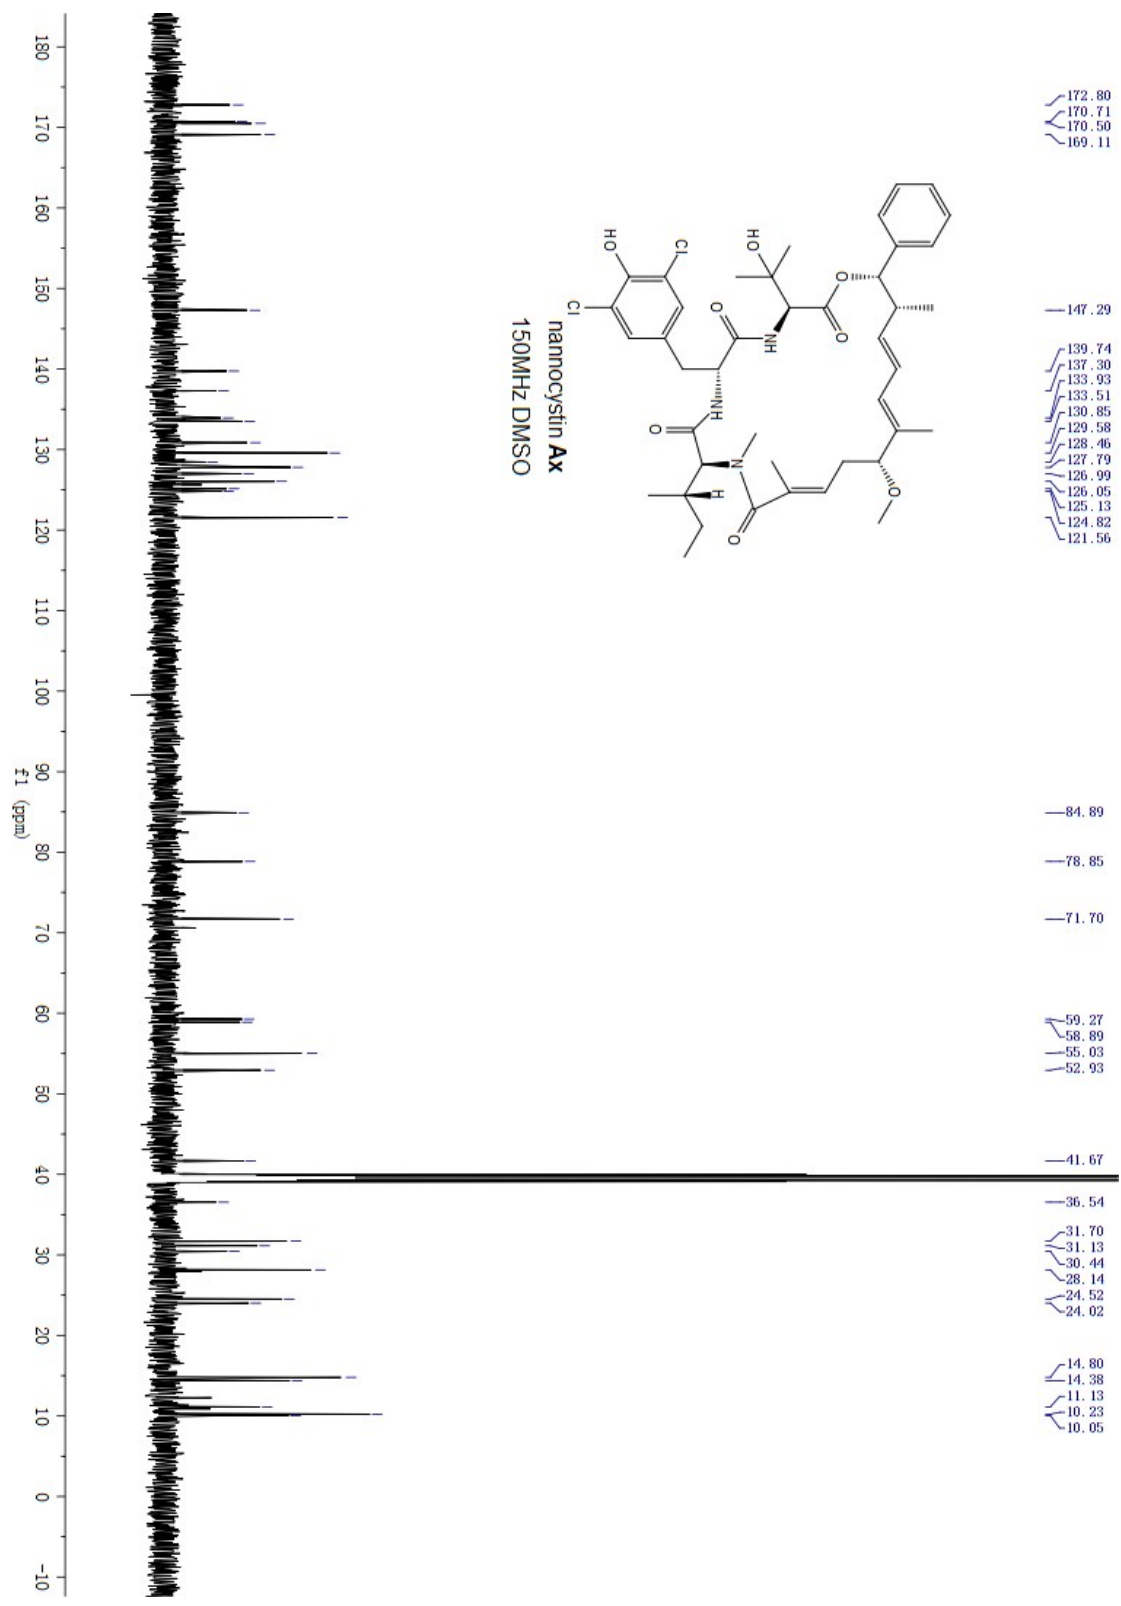 172.80
170.71
170.50
169.11
147.29
139.74
137.30
133.93
133.51
130.85
129.58
128.46
127.79
126.99
126.05
125.13
124.82
121.56
84.89
78.85
71.70
59.27
58.89
55.03
52.93
41.67
36.54
31.70
31.13
30.44
28.14
24.52
24.02
14.80
14.38
11.13
10.23
10.05
O
O
O
HO
NH
O
Cl
HO
Cl
NH
O
N
H
O
O
nannocystin Ax
150MHz DMSO
180 170 160 150 140 130 120 110 100 90 80 70 60 50 40 30 20 10 0 -10
f1 (ppm)